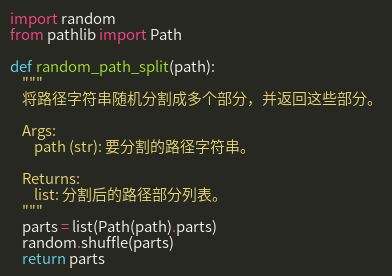 import random
from pathlib import Path
def random_path_split(path):
"""
将路径字符串随机分割成多个部分，并返回这些部分。
Args:
path (str): 要分割的路径字符串。
Returns:
list: 分割后的路径部分列表。
"""
parts = list(Path(path).parts)
random.shuffle(parts)
return parts